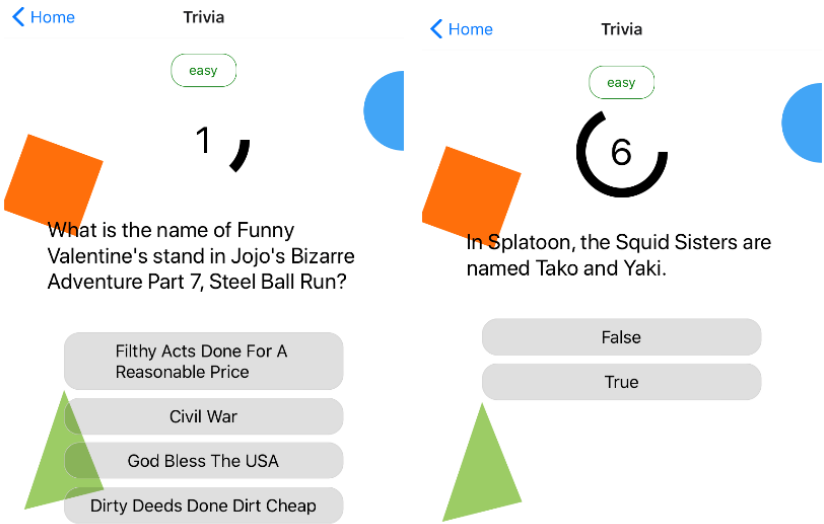 Home
Trivia
easy
1
What is the name of Funny
Valentine's stand in Jojo's Bizarre
Adventure Part 7, Steel Ball Run?
Filthy Acts Done For A
Reasonable Price
Civil War
God Bless The USA
Dirty Deeds Done Dirt Cheap
Home
Trivia
easy
6
In Splatoon, the Squid Sisters are
named Tako and Yaki.
False
True